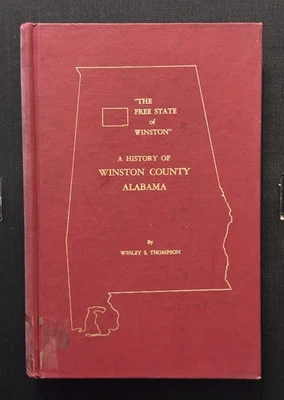 "THE
FREE STATE
of
WINSTON"
A HISTORY OF
WINSTON COUNTY
ALABAMA
By
WESLEY S. THOMPSON